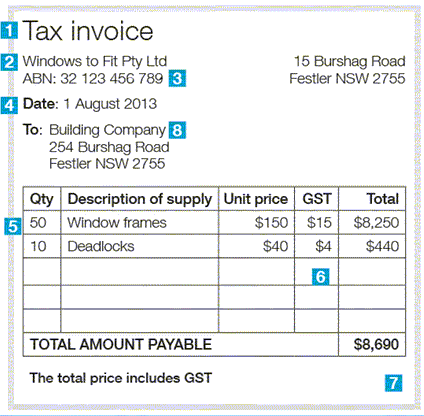 1 Tax invoice
2 Windows to Fit Pty Ltd 15 Burshag Road
ABN: 32 123 456 789 3 Festler NSW 2755
4 Date: 1 August 2013
To: Building Company 8
254 Burshag Road
Festler NSW 2755
Qty Description of supply Unit price GST Total
5 50 Window frames $150 $15 $8,250
10 Deadlocks $40 $4 $440
6
TOTAL AMOUNT PAYABLE $8,690
The total price includes GST 7